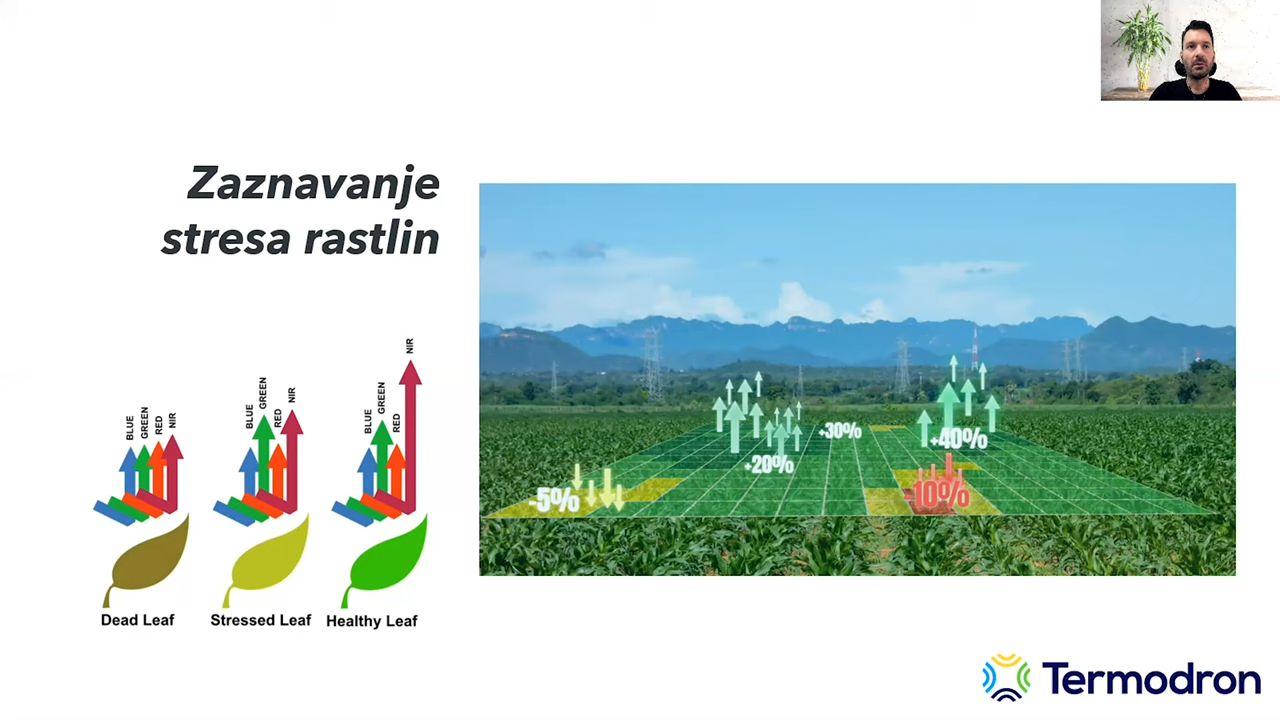 Zaznavanje
stresa rastlin
BLUE
GREEN
RED
NIR
BLUE
GREEN
RED
NIR
BLUE
GREEN
RED
NIR
Dead Leaf
Stressed Leaf
Healthy Leaf
+30%
+40%
+20%
-5%
-10%
Termodron